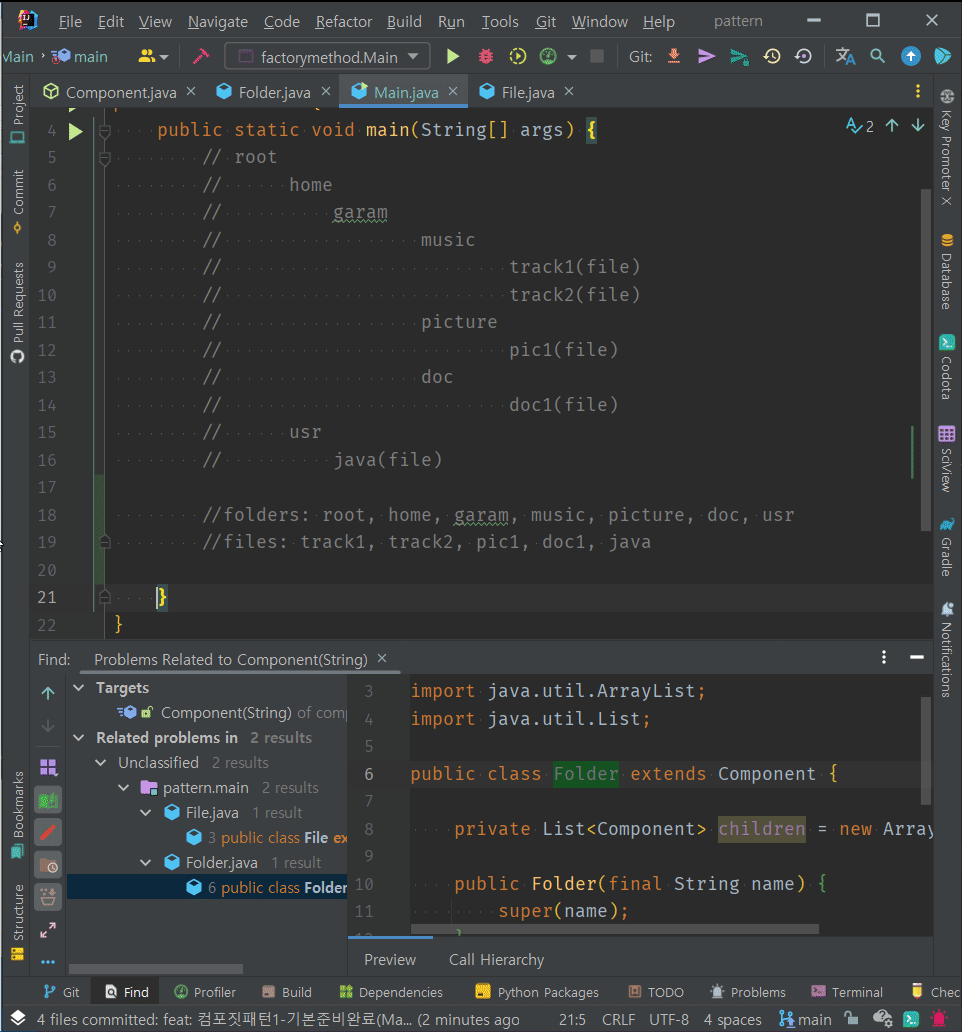 File Edit View Navigate Code Refactor Build Run Tools Git Window Help pattern
Main main factorymethod.Main Git:
Component.java Folder.java Main.java File.java
4 public static void main(String[] args) { 2
5 // root
6 // home
7 // garam
8 // music
9 // track1(file)
10 // track2(file)
11 // picture
12 // pic1(file)
13 // doc
14 // doc1(file)
15 // usr
16 // java(file)
17
18 //folders: root, home, garam, music, picture, doc, usr
19 //files: track1, track2, pic1, doc1, java
20
21 }
22 }
Project
Commit
Pull Requests
Bookmarks
Structure
Key Promoter X
Database
Codota
SciView
Gradle
Notifications
Find: Problems Related to Component(String)
Targets
Component(String) of comp
Related problems in 2 results
Unclassified 2 results
pattern.main 2 results
File.java 1 result
3 public class File ex
Folder.java 1 result
6 public class Folder
3 import java.util.ArrayList;
4 import java.util.List;
5
6 public class Folder extends Component {
7
8 private List<Component> children = new Array
9
10 public Folder(final String name) {
11 super(name);
Preview Call Hierarchy
Git Find Profiler Build Dependencies Python Packages TODO Problems Terminal Chec
4 files committed: feat: 컴포짓패턴1-기본준비완료(Ma... (2 minutes ago 21:5 CRLF UTF-8 4 spaces main